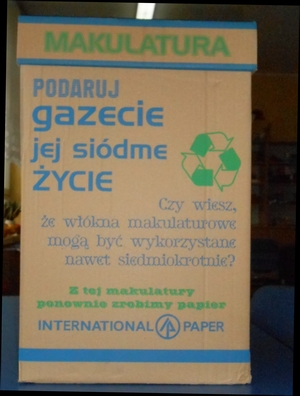 MAKULATURA
PODARUJ
gazecie
jej siódme
ŻYCIE
Czy wiesz,
że włókna makulaturowe
mogą być wykorzystane
nawet siedmiokrotnie?
Z tej makulatury
ponownie zrobimy papier
INTERNATIONAL PAPER